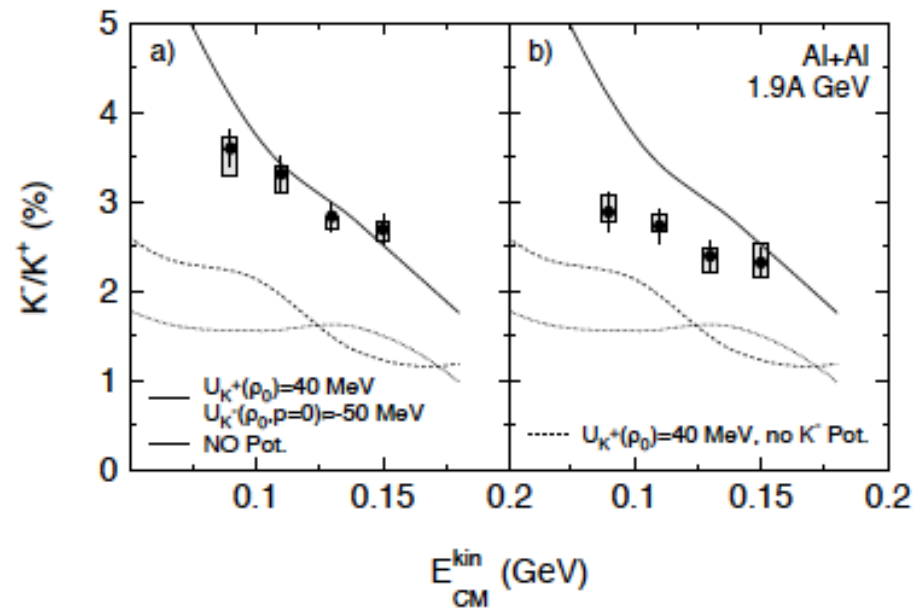 a)
b)
Al+Al
1.9A GeV
5
4
3
2
1
0
K⁻/K⁺ (%)
U_K⁺(ρ₀)=40 MeV
U_K⁻(ρ₀,p=0)=-50 MeV
NO Pot.
U_K⁺(ρ₀)=40 MeV, no K⁻ Pot.
0.1 0.15 0.2 0.1 0.15 0.2
E_CM^kin (GeV)